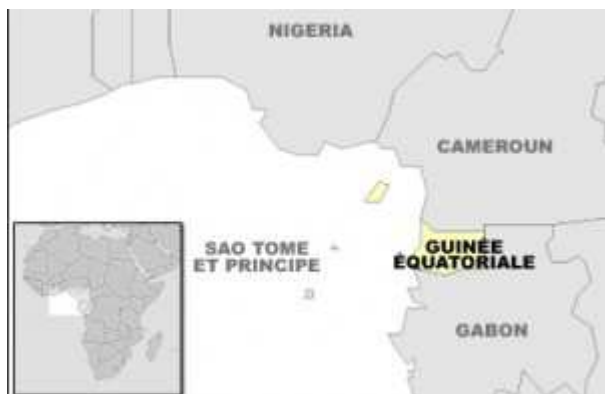 NIGERIA
CAMEROUN
SAO TOME
ET PRINCIPE
GUINÉE
ÉQUATORIALE
GABON